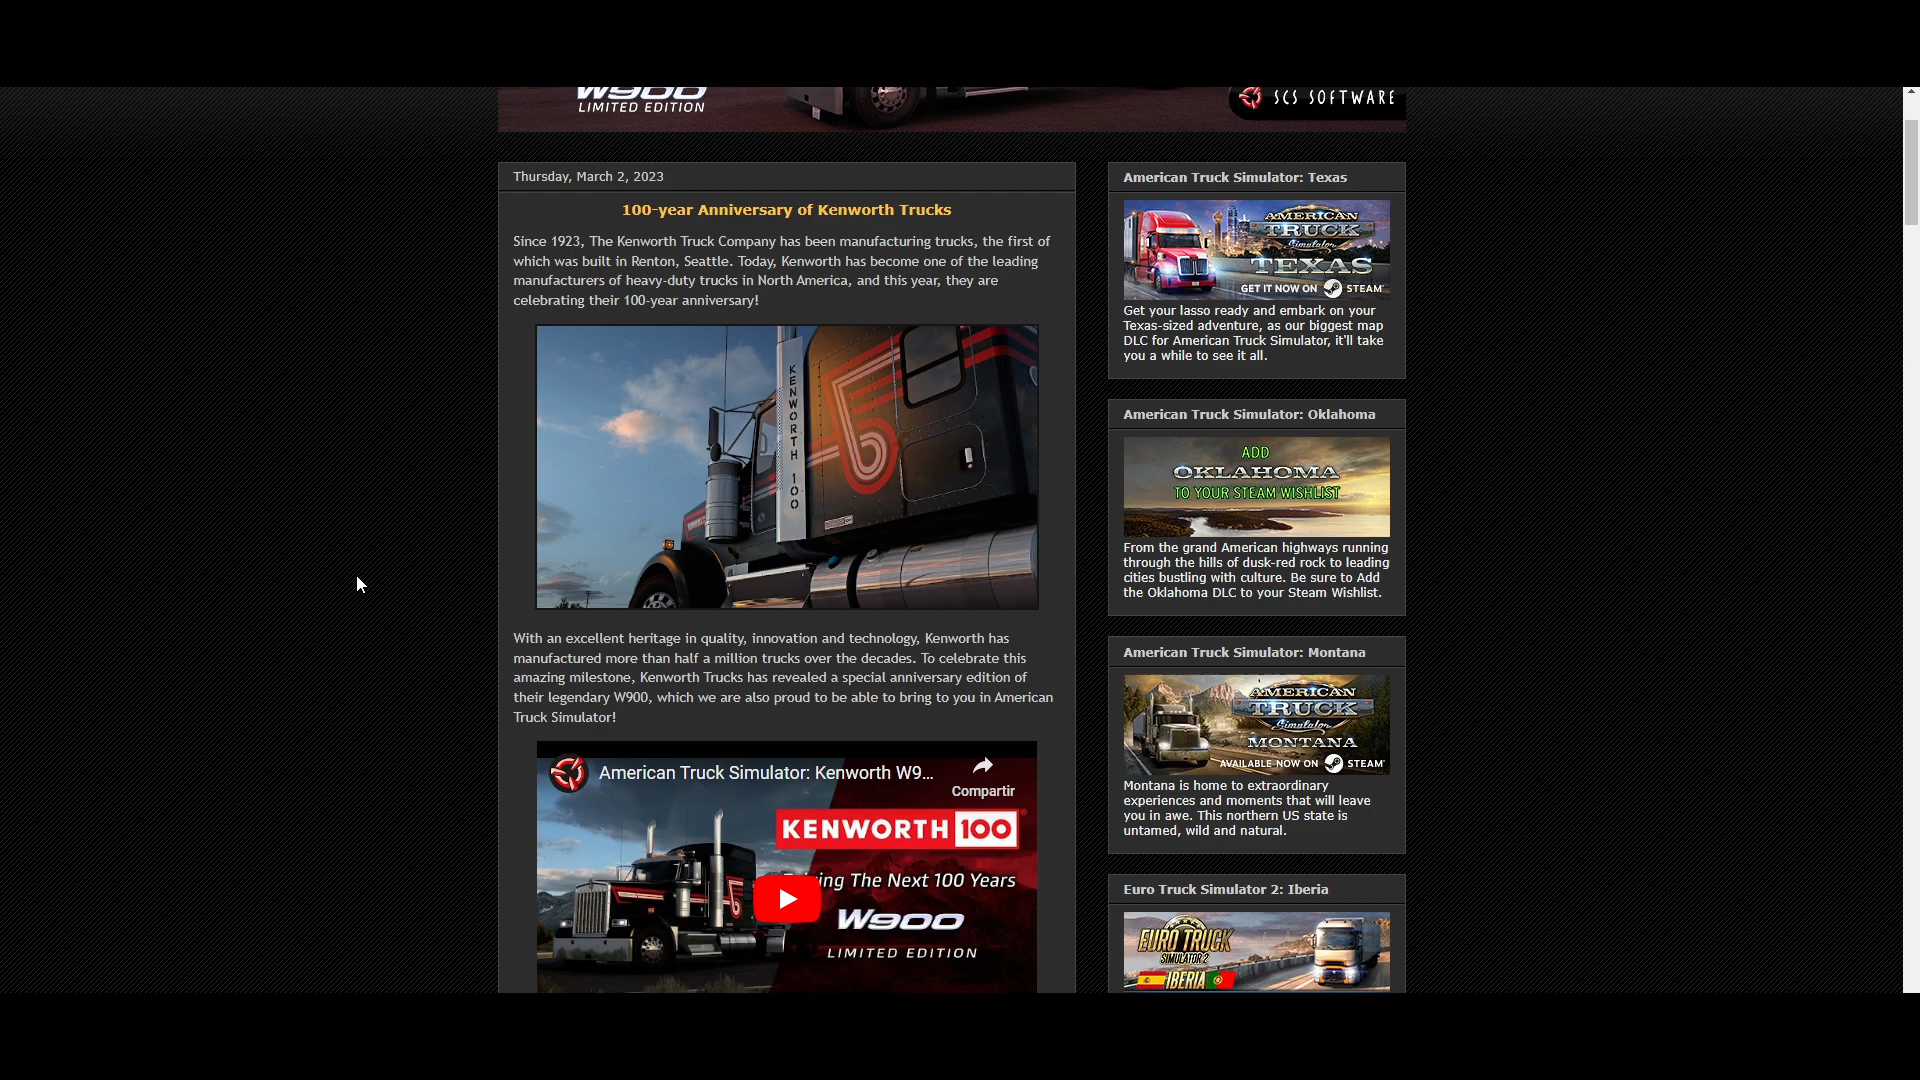 W900
LIMITED EDITION
SCS SOFTWARE
Thursday, March 2, 2023
100-year Anniversary of Kenworth Trucks
Since 1923, The Kenworth Truck Company has been manufacturing trucks, the first of
which was built in Renton, Seattle. Today, Kenworth has become one of the leading
manufacturers of heavy-duty trucks in North America, and this year, they are
celebrating their 100-year anniversary!
KENWORTH 100
With an excellent heritage in quality, innovation and technology, Kenworth has
manufactured more than half a million trucks over the decades. To celebrate this
amazing milestone, Kenworth Trucks has revealed a special anniversary edition of
their legendary W900, which we are also proud to be able to bring to you in American
Truck Simulator!
American Truck Simulator: Kenworth W9...
Compartir
KENWORTH 100
ing The Next 100 Years
W900
LIMITED EDITION
American Truck Simulator: Texas
AMERICAN
TRUCK
Simulator
TEXAS
GET IT NOW ON STEAM
Get your lasso ready and embark on your
Texas-sized adventure, as our biggest map
DLC for American Truck Simulator, it'll take
you a while to see it all.
American Truck Simulator: Oklahoma
ADD
OKLAHOMA
TO YOUR STEAM WISHLIST
From the grand American highways running
through the hills of dusk-red rock to leading
cities bustling with culture. Be sure to Add
the Oklahoma DLC to your Steam Wishlist.
American Truck Simulator: Montana
AMERICAN
TRUCK
Simulator
MONTANA
AVAILABLE NOW ON STEAM
Montana is home to extraordinary
experiences and moments that will leave
you in awe. This northern US state is
untamed, wild and natural.
Euro Truck Simulator 2: Iberia
EURO TRUCK
SIMULATOR 2
IBERIA